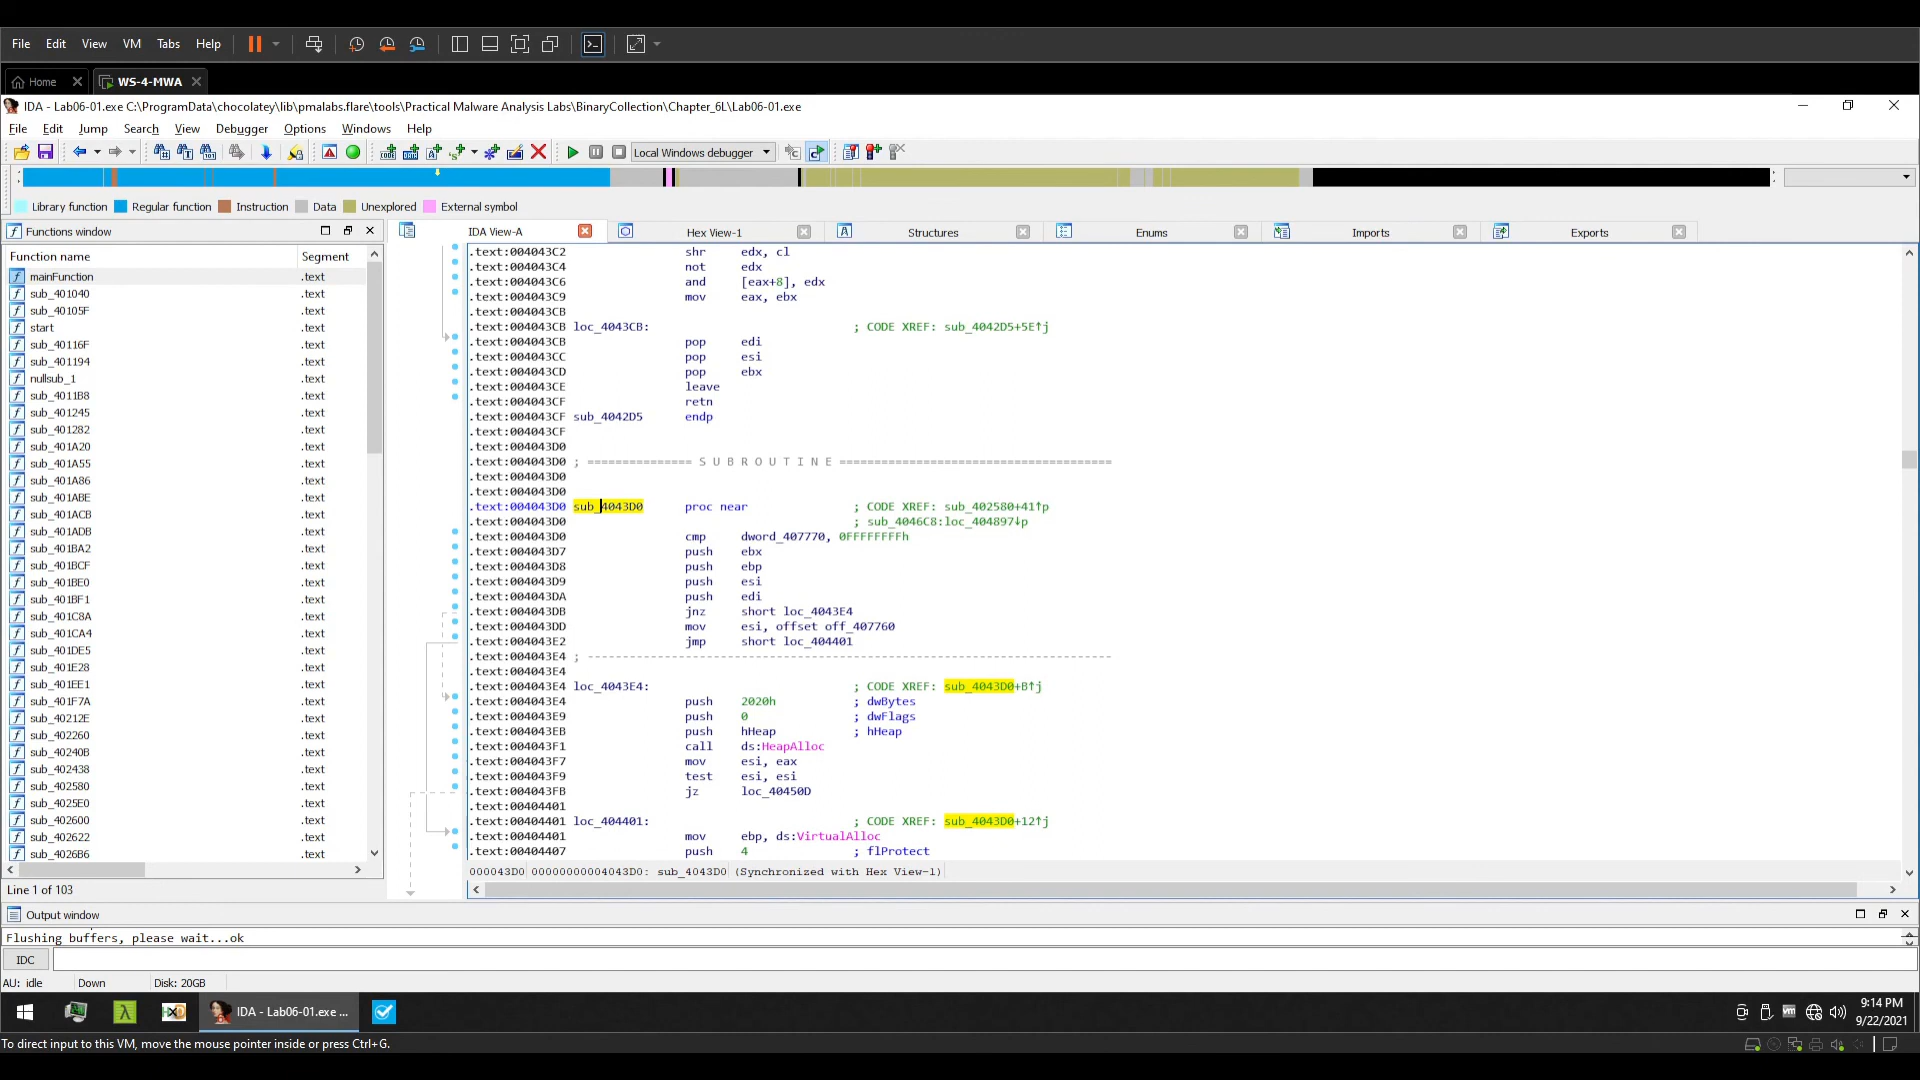 File Edit View VM Tabs Help
Home WS-4-MWA
IDA - Lab06-01.exe C:\ProgramData\chocolatey\lib\pmalabs.flare\tools\Practical Malware Analysis Labs\BinaryCollection\Chapter_6L\Lab06-01.exe
File Edit Jump Search View Debugger Options Windows Help
Local Windows debugger
Library function Regular function Instruction Data Unexplored External symbol
Functions window
Function name Segment
mainFunction .text
sub_401040 .text
sub_40105F .text
start .text
sub_40116F .text
sub_401194 .text
nullsub_1 .text
sub_4011B8 .text
sub_401245 .text
sub_401282 .text
sub_401A20 .text
sub_401A55 .text
sub_401A86 .text
sub_401ABE .text
sub_401ACB .text
sub_401ADB .text
sub_401BA2 .text
sub_401BCF .text
sub_401BE0 .text
sub_401BF1 .text
sub_401C8A .text
sub_401CA4 .text
sub_401DE5 .text
sub_401E28 .text
sub_401EE1 .text
sub_401F7A .text
sub_40212E .text
sub_402260 .text
sub_40240B .text
sub_402438 .text
sub_402580 .text
sub_4025E0 .text
sub_402600 .text
sub_402622 .text
sub_4026B6 .text
Line 1 of 103
IDA View-A Hex View-1 Structures Enums Imports Exports
.text:004043C2 shr edx, cl
.text:004043C4 not edx
.text:004043C6 and [eax+8], edx
.text:004043C9 mov eax, ebx
.text:004043CB
.text:004043CB loc_4043CB: ; CODE XREF: sub_4042D5+5E↑j
.text:004043CB pop edi
.text:004043CC pop esi
.text:004043CD pop ebx
.text:004043CE leave
.text:004043CF retn
.text:004043CF sub_4042D5 endp
.text:004043CF
.text:004043D0
.text:004043D0 ; =============== S U B R O U T I N E =======================================
.text:004043D0
.text:004043D0
.text:004043D0 sub_4043D0 proc near ; CODE XREF: sub_402580+41↑p
.text:004043D0 ; sub_4046C8:loc_404897↓p
.text:004043D0 cmp dword_407770, 0FFFFFFFFh
.text:004043D7 push ebx
.text:004043D8 push ebp
.text:004043D9 push esi
.text:004043DA push edi
.text:004043DB jnz short loc_4043E4
.text:004043DD mov esi, offset off_407760
.text:004043E2 jmp short loc_404401
.text:004043E4 ; ---------------------------------------------------------------------------
.text:004043E4
.text:004043E4 loc_4043E4: ; CODE XREF: sub_4043D0+B↑j
.text:004043E4 push 2020h ; dwBytes
.text:004043E9 push 0 ; dwFlags
.text:004043EB push hHeap ; hHeap
.text:004043F1 call ds:HeapAlloc
.text:004043F7 mov esi, eax
.text:004043F9 test esi, esi
.text:004043FB jz loc_40450D
.text:00404401
.text:00404401 loc_404401: ; CODE XREF: sub_4043D0+12↑j
.text:00404401 mov ebp, ds:VirtualAlloc
.text:00404407 push 4 ; flProtect
000043D0 00000000004043D0: sub_4043D0 (Synchronized with Hex View-1)
Output window
Flushing buffers, please wait...ok
IDC
AU: idle Down Disk: 20GB
IDA - Lab06-01.exe ...
9:14 PM
9/22/2021
To direct input to this VM, move the mouse pointer inside or press Ctrl+G.